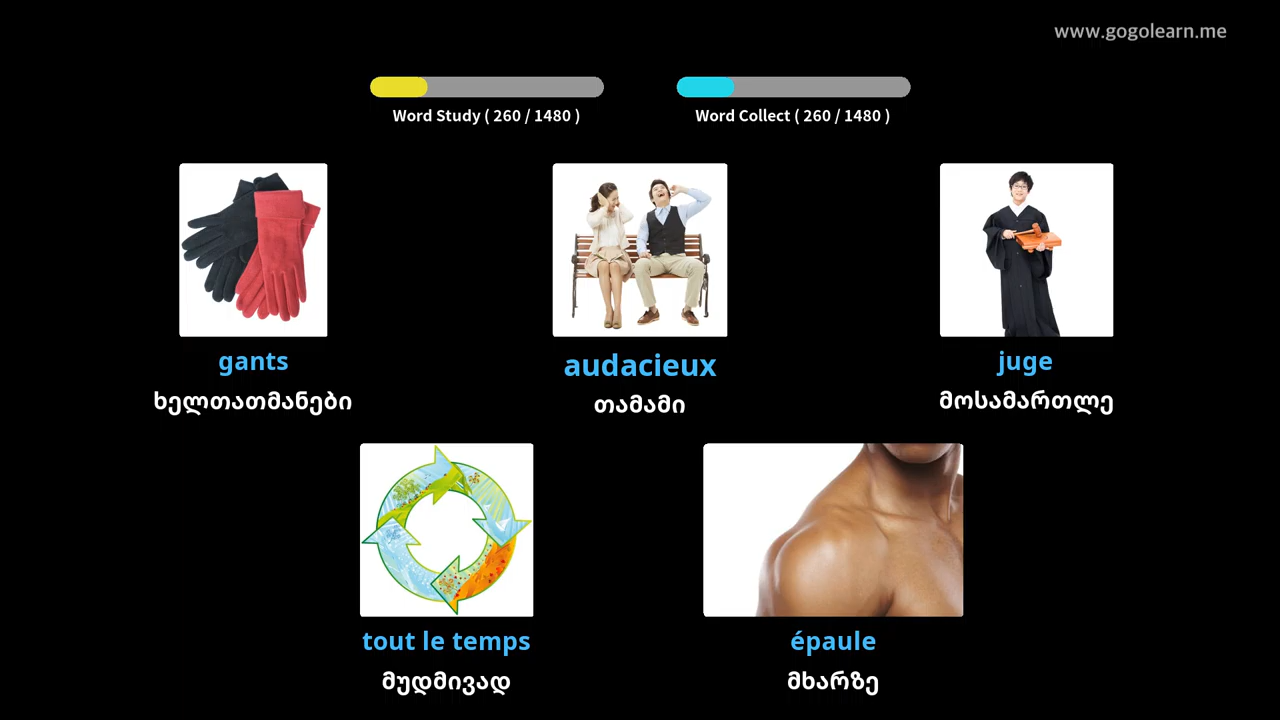 www.gogolearn.me
Word Study ( 260 / 1480 )
Word Collect ( 260 / 1480 )
gants
ხელთათმანები
audacieux
თამამი
juge
მოსამართლე
tout le temps
მუდმივად
épaule
მხარზე